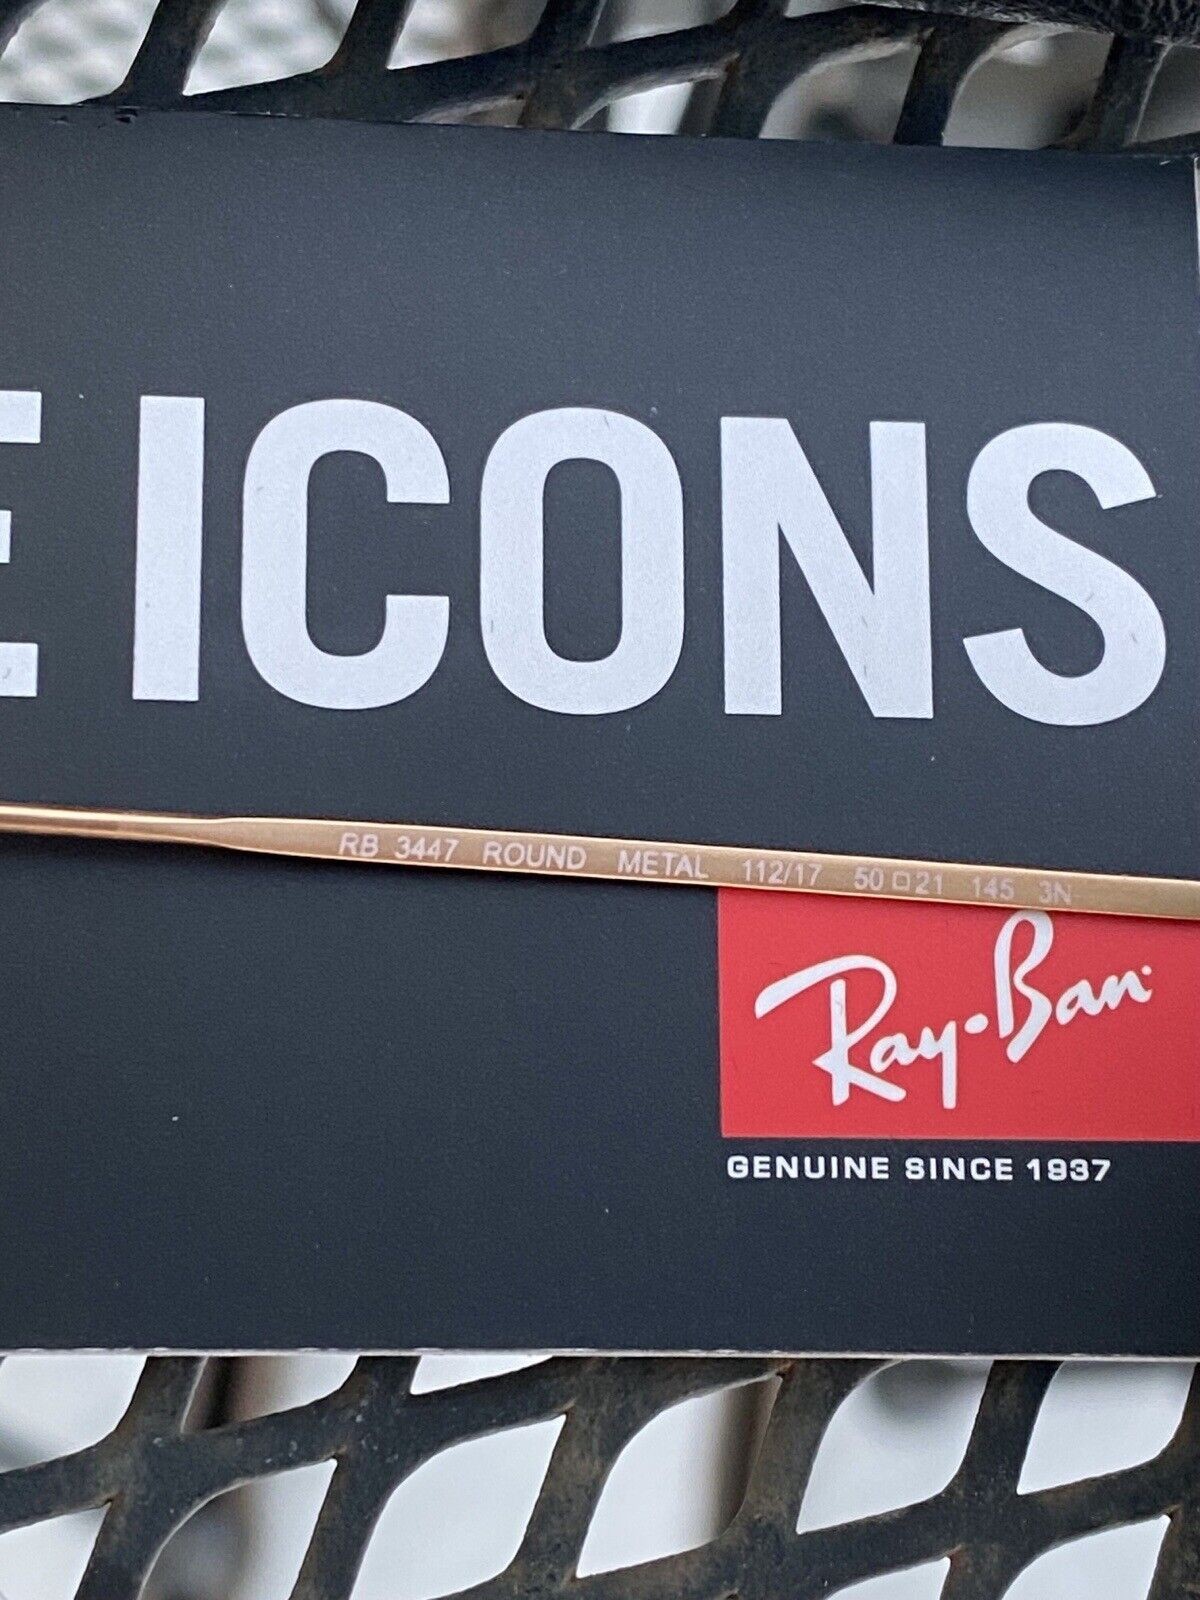 E ICONS
RB 3447 ROUND METAL 112/17 50□21 145 3N
Ray-Ban
GENUINE SINCE 1937